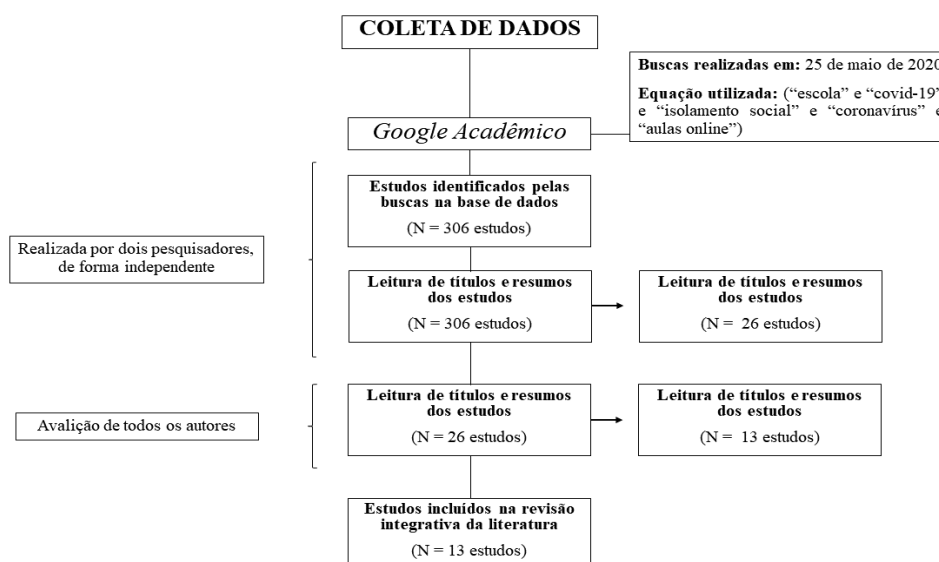 COLETA DE DADOS
Buscas realizadas em: 25 de maio de 2020
Equação utilizada: (“escola” e “covid-19”
e “isolamento social” e “coronavírus” e
“aulas online”)
Google Acadêmico
Estudos identificados pelas
buscas na base de dados
(N = 306 estudos)
Realizada por dois pesquisadores,
de forma independente
Leitura de títulos e resumos
dos estudos
(N = 306 estudos)
Leitura de títulos e resumos
dos estudos
(N = 26 estudos)
Avalição de todos os autores
Leitura de títulos e resumos
dos estudos
(N = 26 estudos)
Leitura de títulos e resumos
dos estudos
(N = 13 estudos)
Estudos incluídos na revisão
integrativa da literatura
(N = 13 estudos)